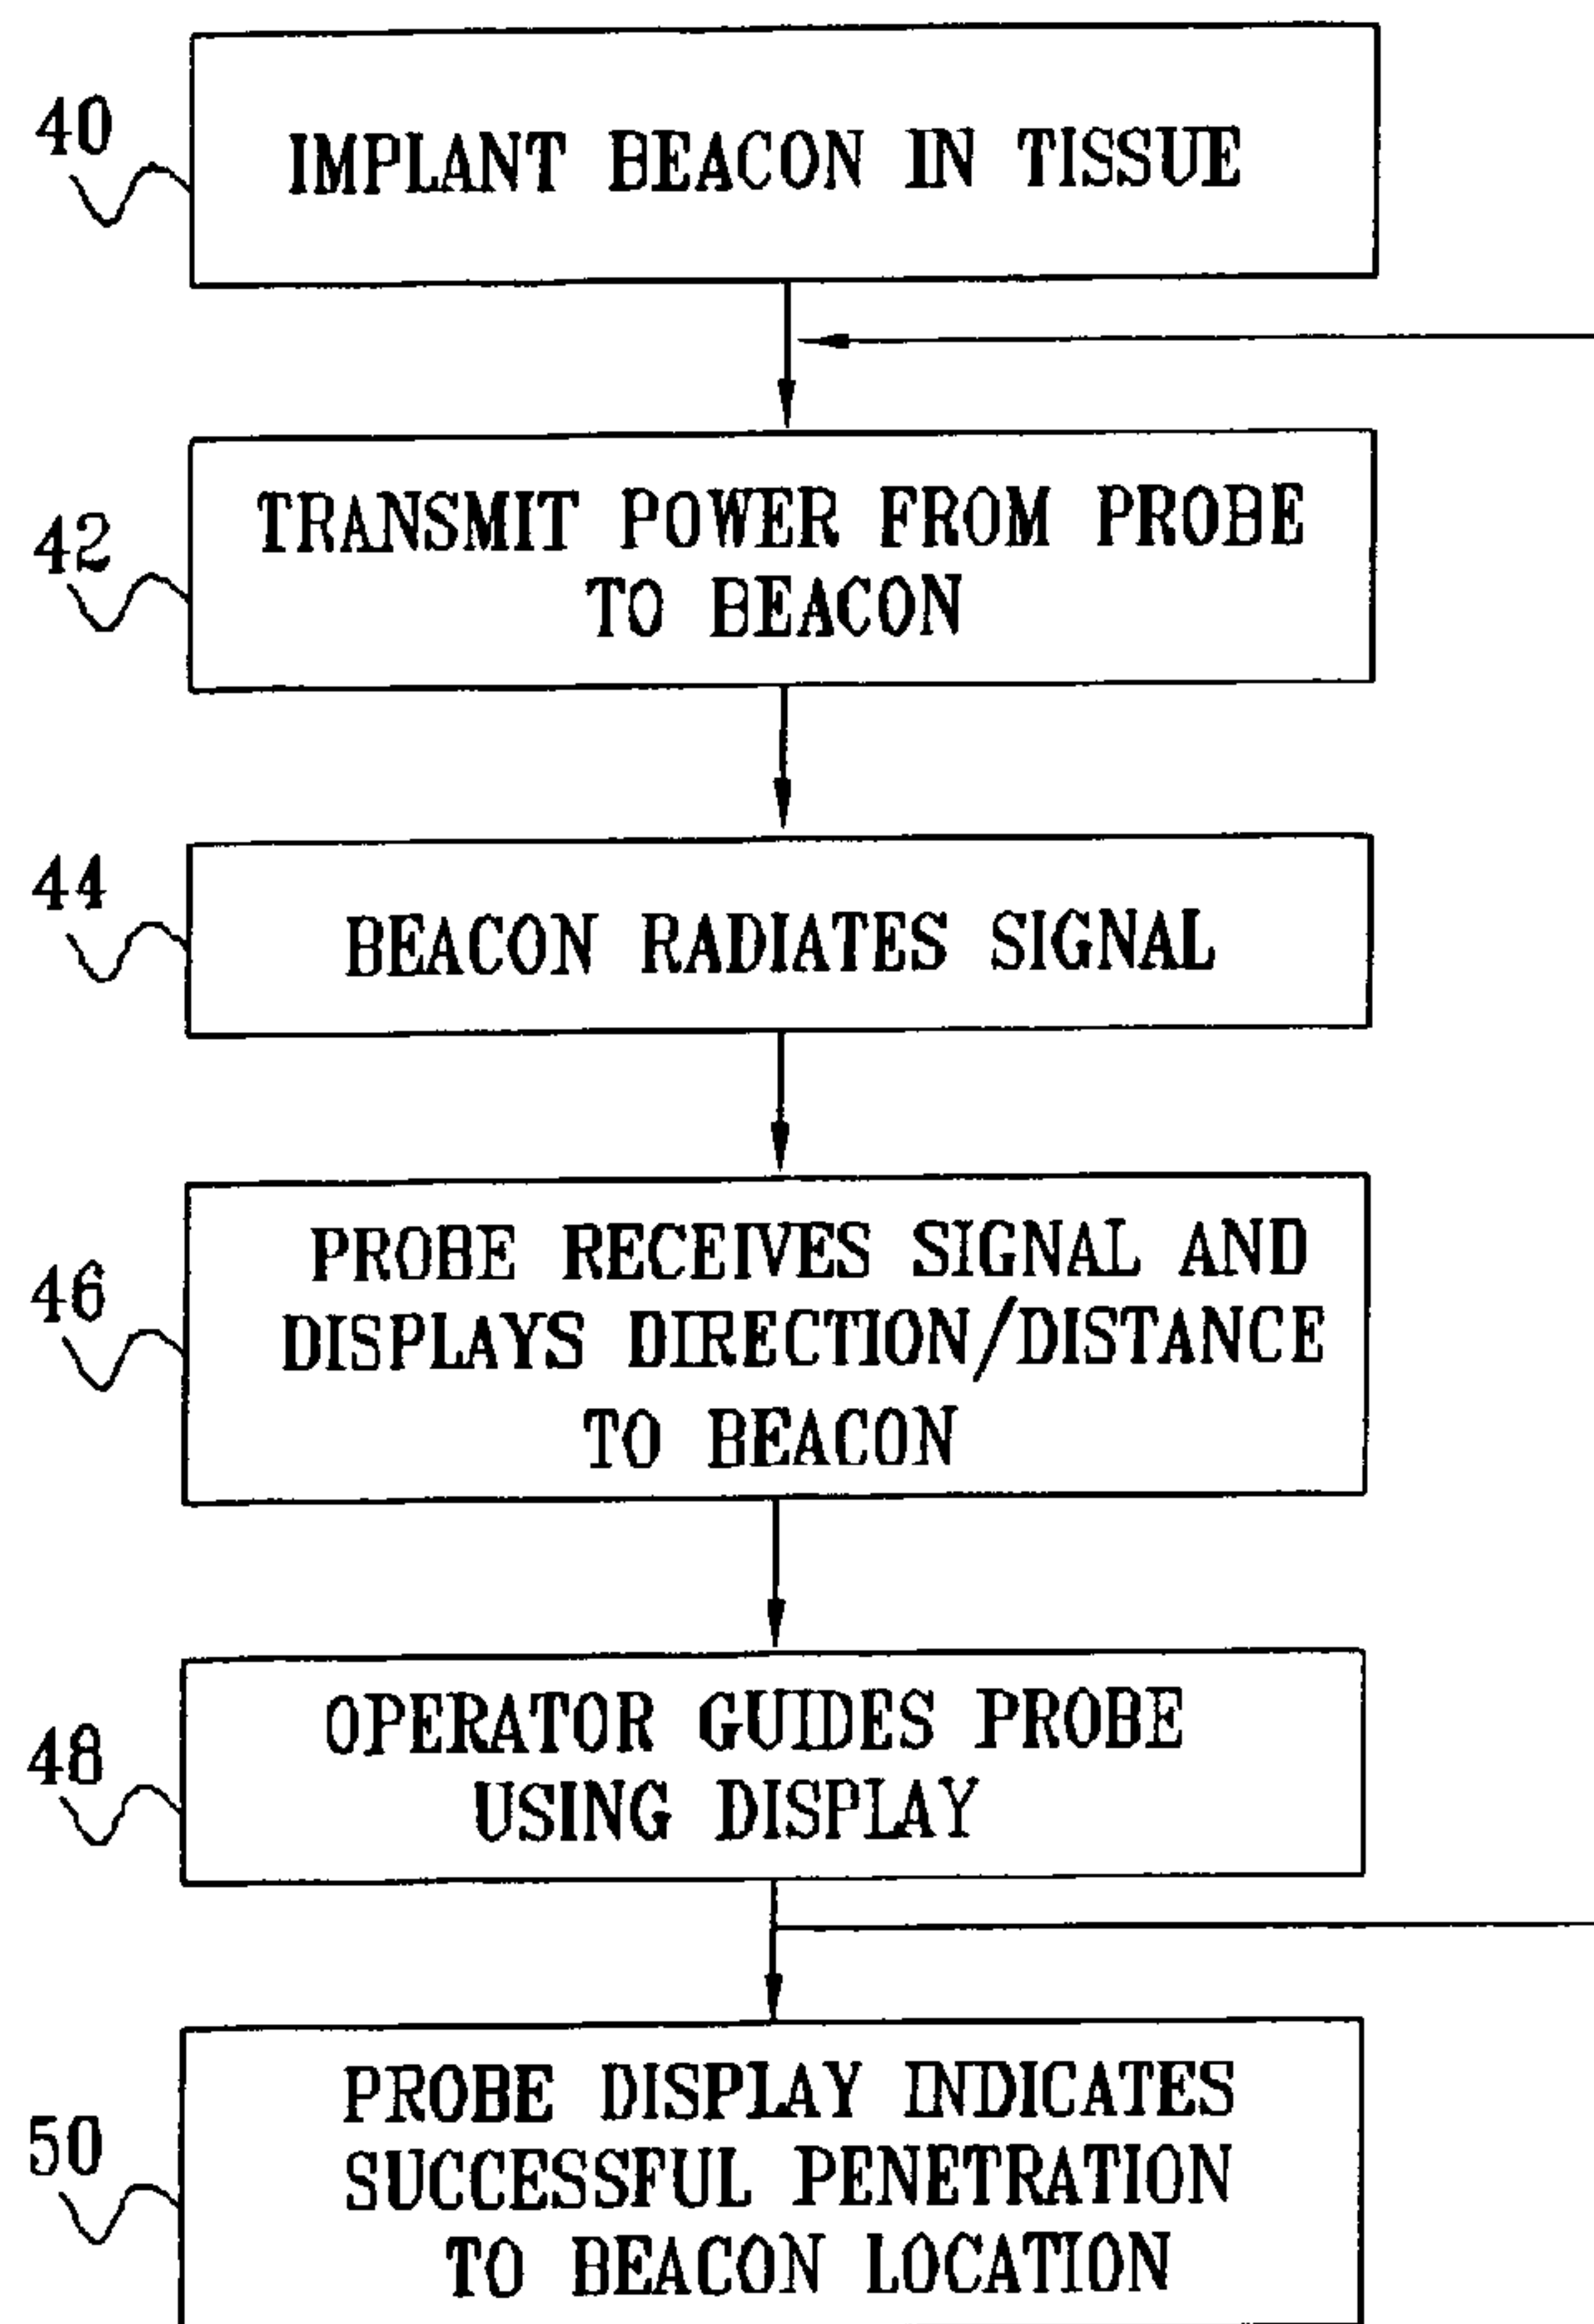 40
IMPLANT BEACON IN TISSUE
42
TRANSMIT POWER FROM PROBE
TO BEACON
44
BEACON RADIATES SIGNAL
46
PROBE RECEIVES SIGNAL AND
DISPLAYS DIRECTION/DISTANCE
TO BEACON
48
OPERATOR GUIDES PROBE
USING DISPLAY
50
PROBE DISPLAY INDICATES
SUCCESSFUL PENETRATION
TO BEACON LOCATION